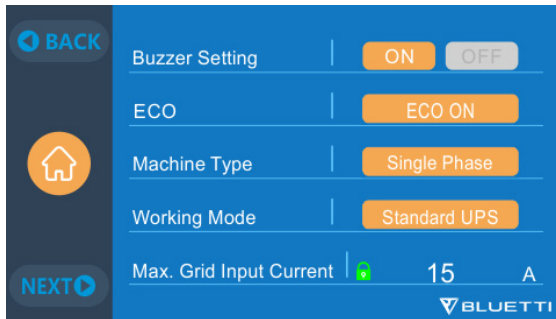 BACK
Buzzer Setting ON OFF
ECO ECO ON
Machine Type Single Phase
Working Mode Standard UPS
Max. Grid Input Current 15 A
NEXT
BLUETTI